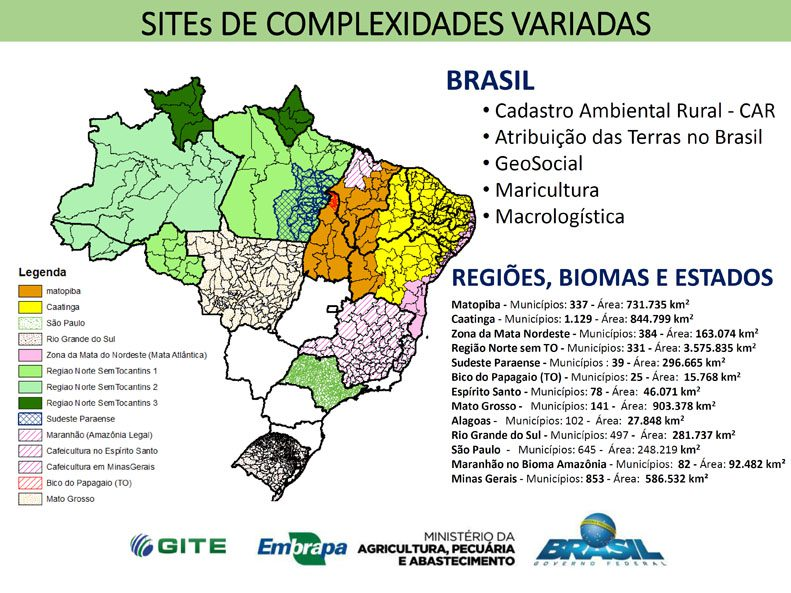 SITEs DE COMPLEXIDADES VARIADAS
BRASIL
• Cadastro Ambiental Rural - CAR
• Atribuição das Terras no Brasil
• GeoSocial
• Maricultura
• Macrologística
Legenda
matopiba
Caatinga
São Paulo
Rio Grande do Sul
Zona da Mata do Nordeste (Mata Atlântica)
Regiao Norte SemTocantins 1
Regiao Norte SemTocantins 2
Regiao Norte SemTocantins 3
Sudeste Paraense
Maranhão (Amazônia Legal)
Cafeicultura no Espírito Santo
Cafeicultura em MinasGerais
Bico do Papagaio (TO)
Mato Grosso
REGIÕES, BIOMAS E ESTADOS
Matopiba - Municípios: 337 - Área: 731.735 km²
Caatinga - Municípios: 1.129 - Área: 844.799 km²
Zona da Mata Nordeste - Municípios: 384 - Área: 163.074 km²
Região Norte sem TO - Municípios: 331 - Área: 3.575.835 km²
Sudeste Paraense - Municípios : 39 - Área: 296.665 km²
Bico do Papagaio (TO) - Municípios: 25 - Área: 15.768 km²
Espírito Santo - Municípios: 78 - Área: 46.071 km²
Mato Grosso - Municípios: 141 - Área: 903.378 km²
Alagoas - Municípios: 102 - Área: 27.848 km²
Rio Grande do Sul - Municípios: 497 - Área: 281.737 km²
São Paulo - Municípios: 645 - Área: 248.219 km²
Maranhão no Bioma Amazônia - Municípios: 82 - Área: 92.482 km²
Minas Gerais - Municípios: 853 - Área: 586.532 km²
GITE
Embrapa
MINISTÉRIO DA
AGRICULTURA, PECUÁRIA
E ABASTECIMENTO
BRASIL
GOVERNO FEDERAL